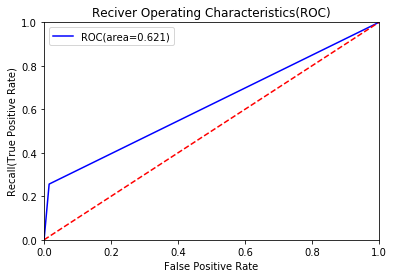 Reciver Operating Characteristics(ROC)
ROC(area=0.621)
Recall(True Positive Rate)
1.0
0.8
0.6
0.4
0.2
0.0
0.0 0.2 0.4 0.6 0.8 1.0
False Positive Rate